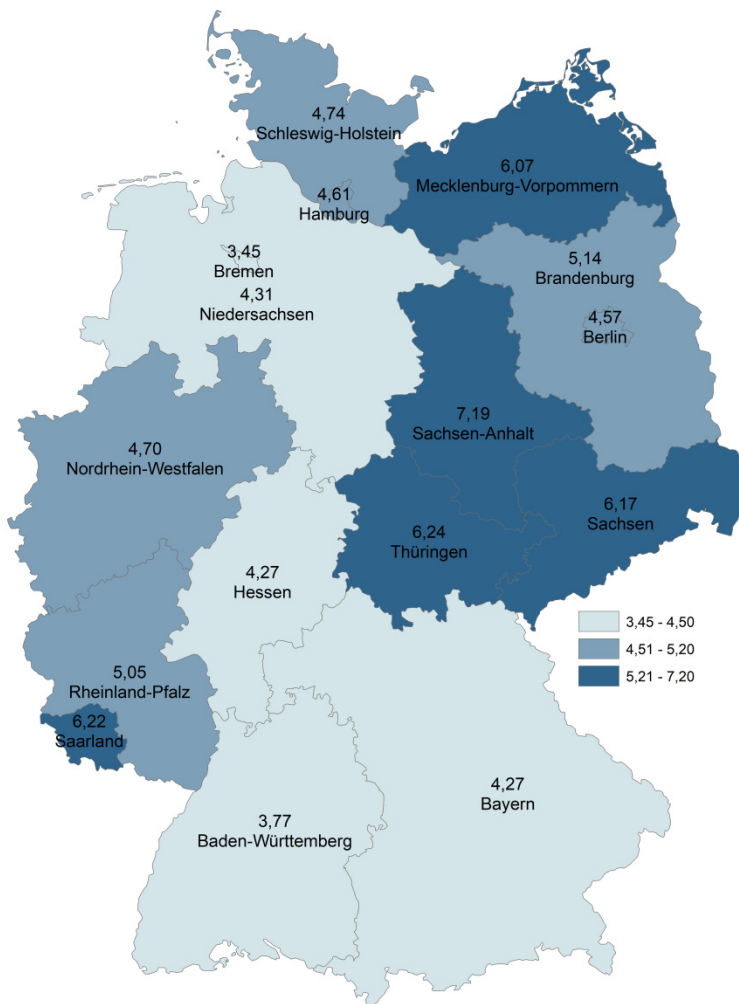 4,74
Schleswig-Holstein
6,07
Mecklenburg-Vorpommern
4,61
Hamburg
3,45
Bremen
4,31
Niedersachsen
5,14
Brandenburg
4,57
Berlin
7,19
Sachsen-Anhalt
4,70
Nordrhein-Westfalen
6,17
Sachsen
6,24
Thüringen
4,27
Hessen
3,45 - 4,50
4,51 - 5,20
5,21 - 7,20
5,05
Rheinland-Pfalz
6,22
Saarland
4,27
Bayern
3,77
Baden-Württemberg